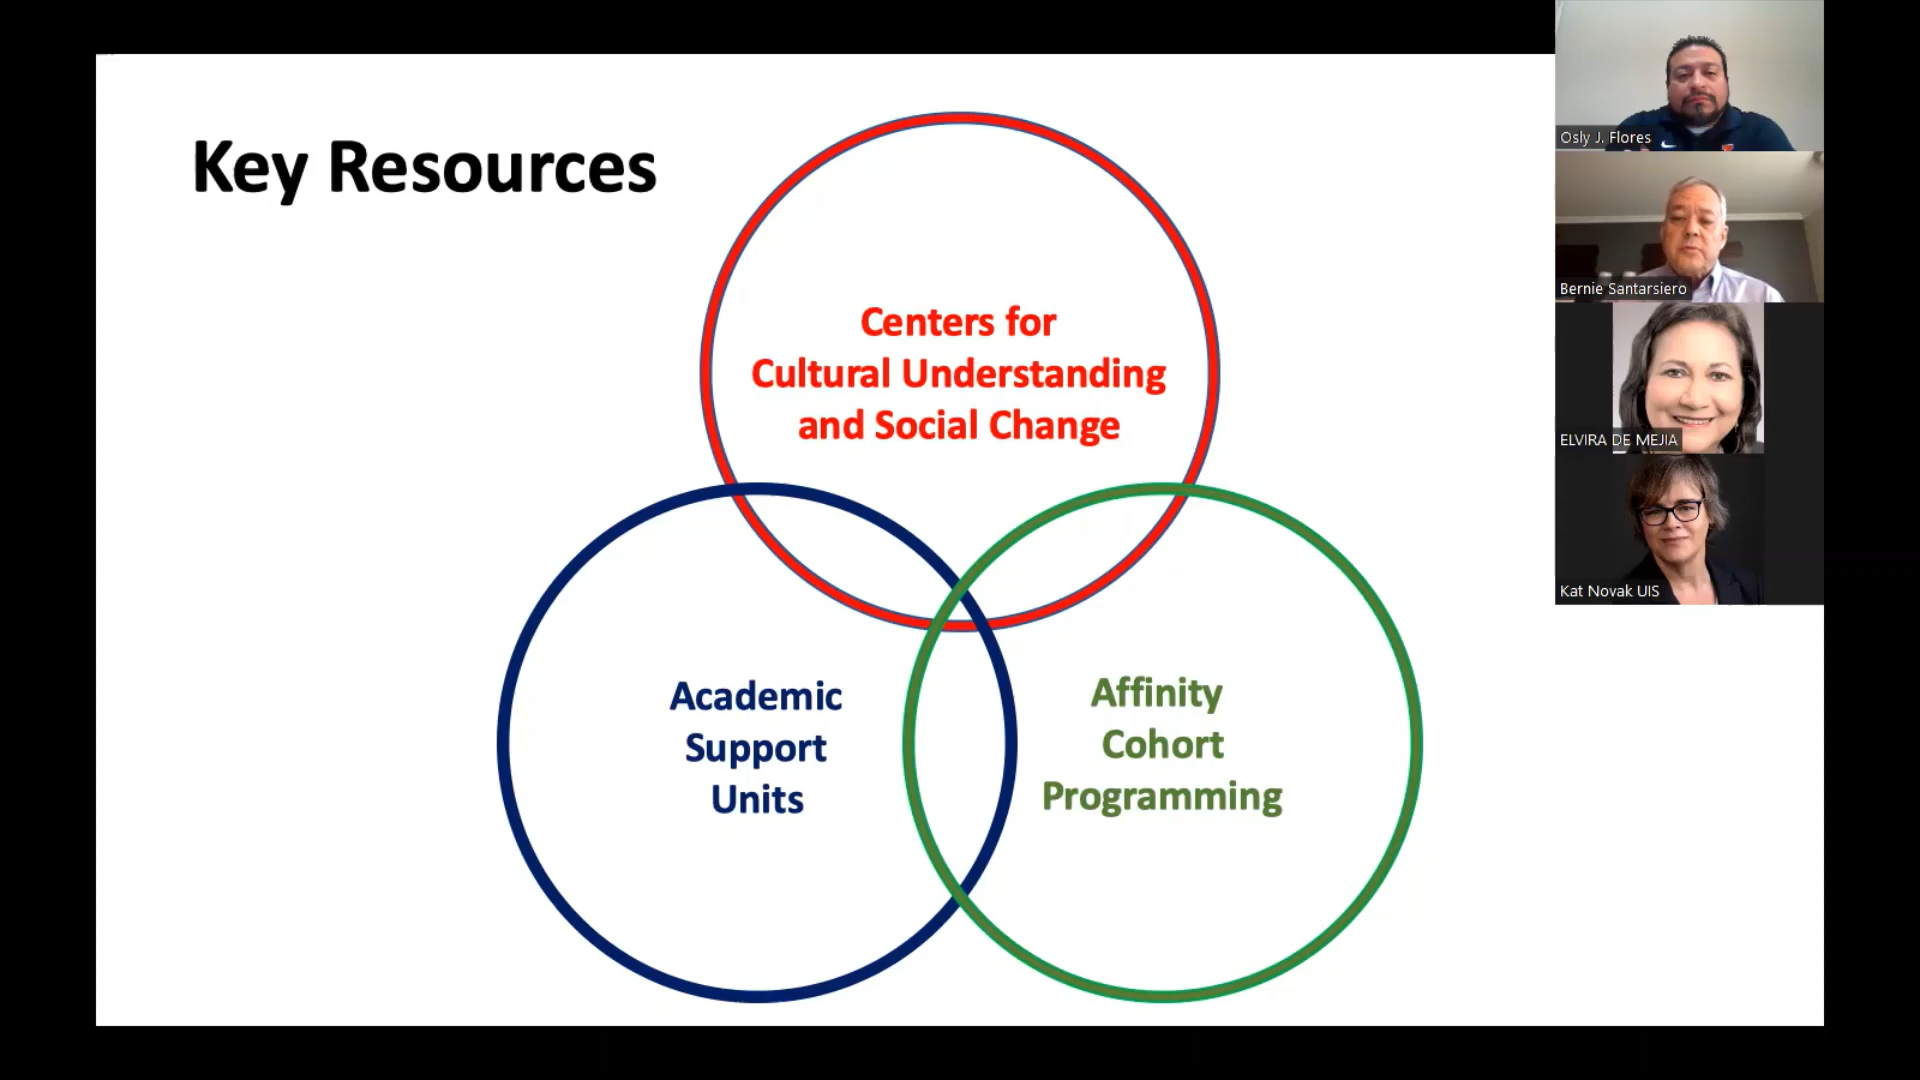 Key Resources
Centers for
Cultural Understanding
and Social Change
Academic
Support
Units
Affinity
Cohort
Programming
Osly J. Flores
Bernie Santarsiero
ELVIRA DE MEJIA
Kat Novak UIS